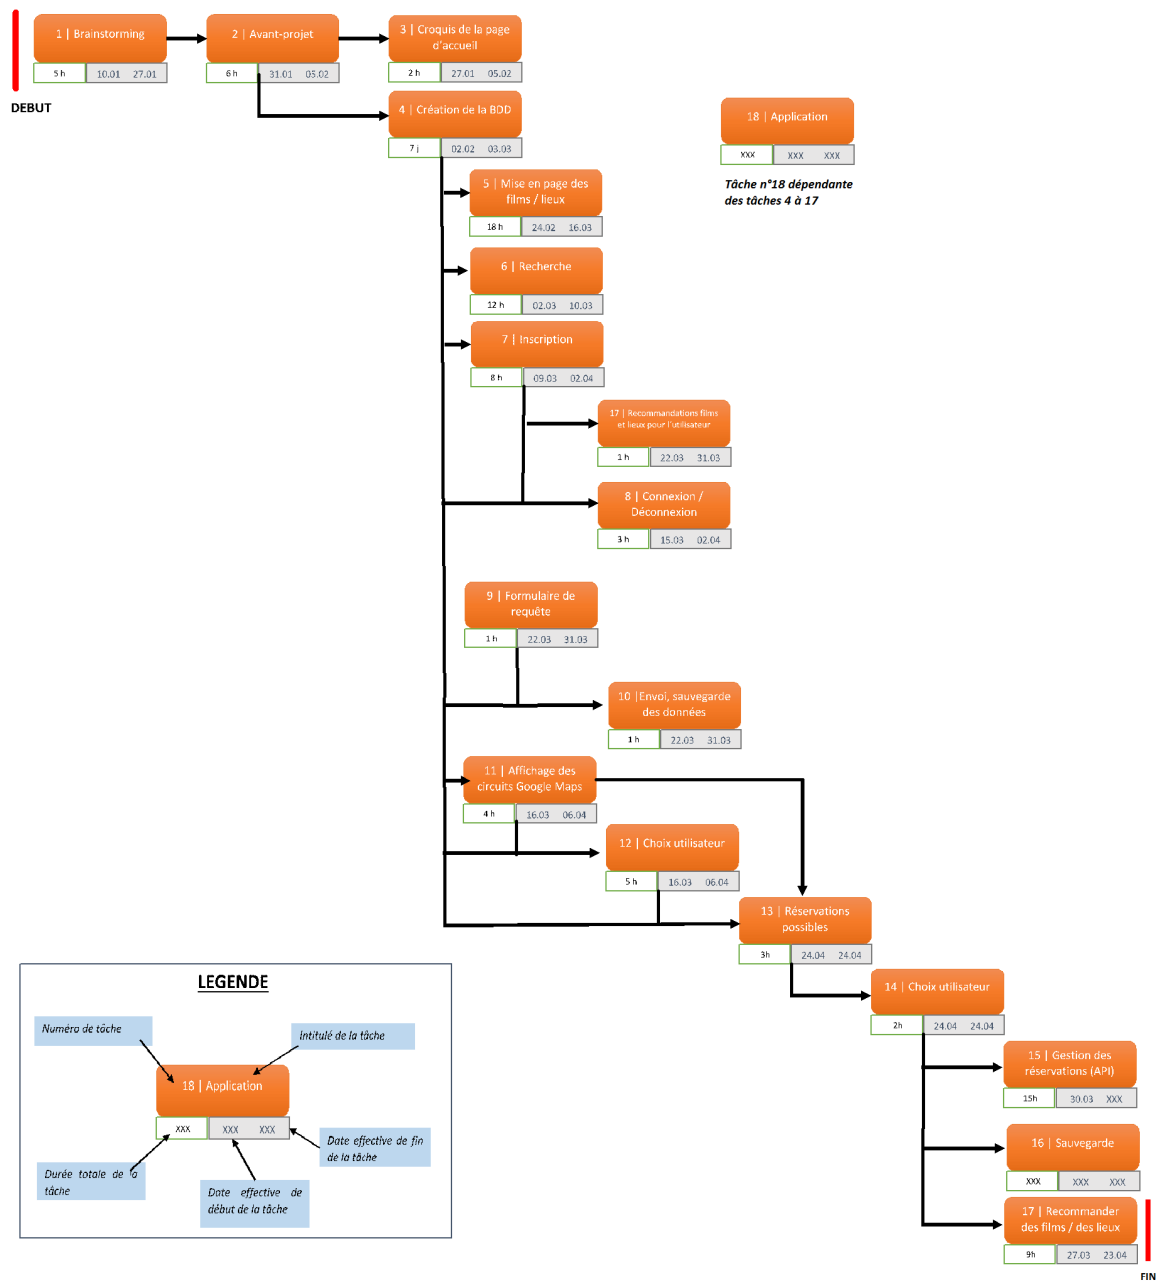 1 | Brainstorming
5 h
10.01 27.01
2 | Avant-projet
6 h
31.01 05.02
3 | Croquis de la page
d'accueil
2 h
27.01 05.02
DEBUT
4 | Création de la BDD
7 j
02.02 03.03
18 | Application
XXX
XXX XXX
Tâche n°18 dépendante
des tâches 4 à 17
5 | Mise en page des
films / lieux
18 h
24.02 16.03
6 | Recherche
12 h
02.03 10.03
7 | Inscription
8 h
09.03 02.04
17 | Recommandations films
et lieux pour l'utilisateur
1 h
22.03 31.03
8 | Connexion /
Déconnexion
3 h
15.03 02.04
9 | Formulaire de
requête
1 h
22.03 31.03
10 |Envoi, sauvegarde
des données
1 h
22.03 31.03
11 | Affichage des
circuits Google Maps
4 h
16.03 06.04
12 | Choix utilisateur
5 h
16.03 06.04
13 | Réservations
possibles
3h
24.04 24.04
14 | Choix utilisateur
2h
24.04 24.04
15 | Gestion des
réservations (API)
15h
30.03 XXX
16 | Sauvegarde
XXX
XXX XXX
17 | Recommander
des films / des lieux
9h
27.03 23.04
FIN
LEGENDE
Numéro de tâche
Intitulé de la tâche
18 | Application
XXX
XXX XXX
Durée totale de la
tâche
Date effective de
début de la tâche
Date effective de fin
de la tâche